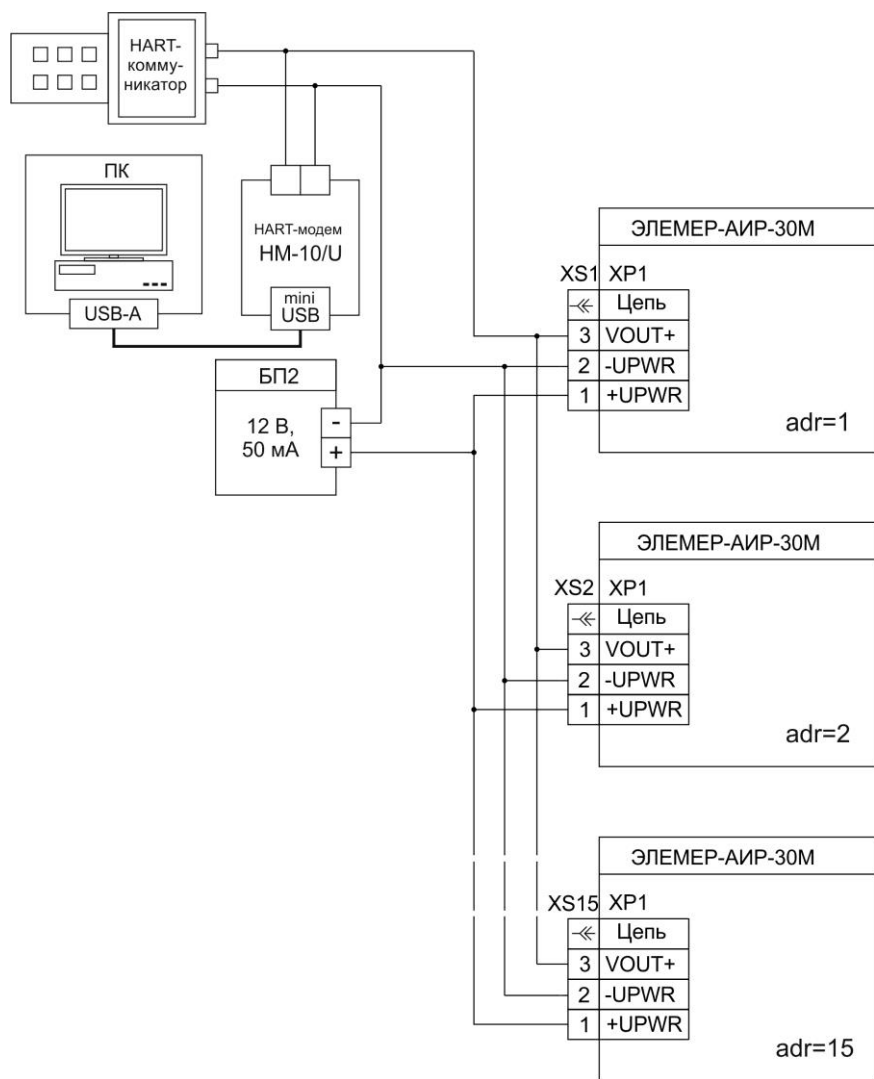 HART-
комму-
никатор
ПК
USB-A
HART-модем
HM-10/U
mini
USB
БП2
12 В,
50 мА
-
+
ЭЛЕМЕР-АИР-30М
XS1 XP1
Цепь
3 VOUT+
2 -UPWR
1 +UPWR
adr=1
ЭЛЕМЕР-АИР-30М
XS2 XP1
Цепь
3 VOUT+
2 -UPWR
1 +UPWR
adr=2
ЭЛЕМЕР-АИР-30М
XS15 XP1
Цепь
3 VOUT+
2 -UPWR
1 +UPWR
adr=15